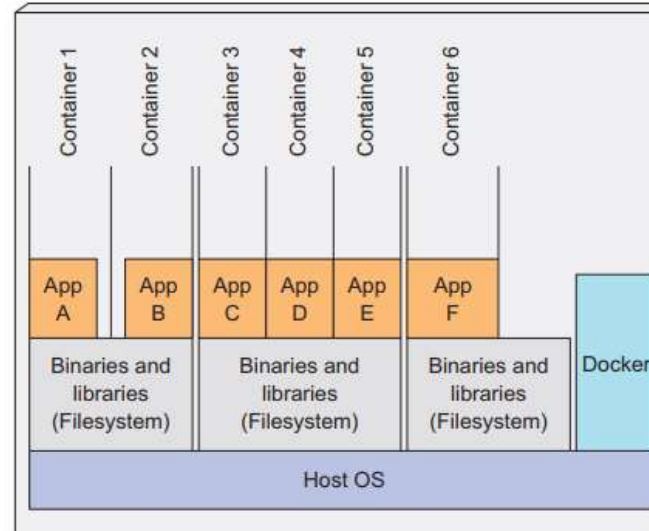 Container 1
Container 2
Container 3
Container 4
Container 5
Container 6
App
A
App
B
App
C
App
D
App
E
App
F
Binaries and
libraries
(Filesystem)
Binaries and
libraries
(Filesystem)
Binaries and
libraries
(Filesystem)
Docker
Host OS